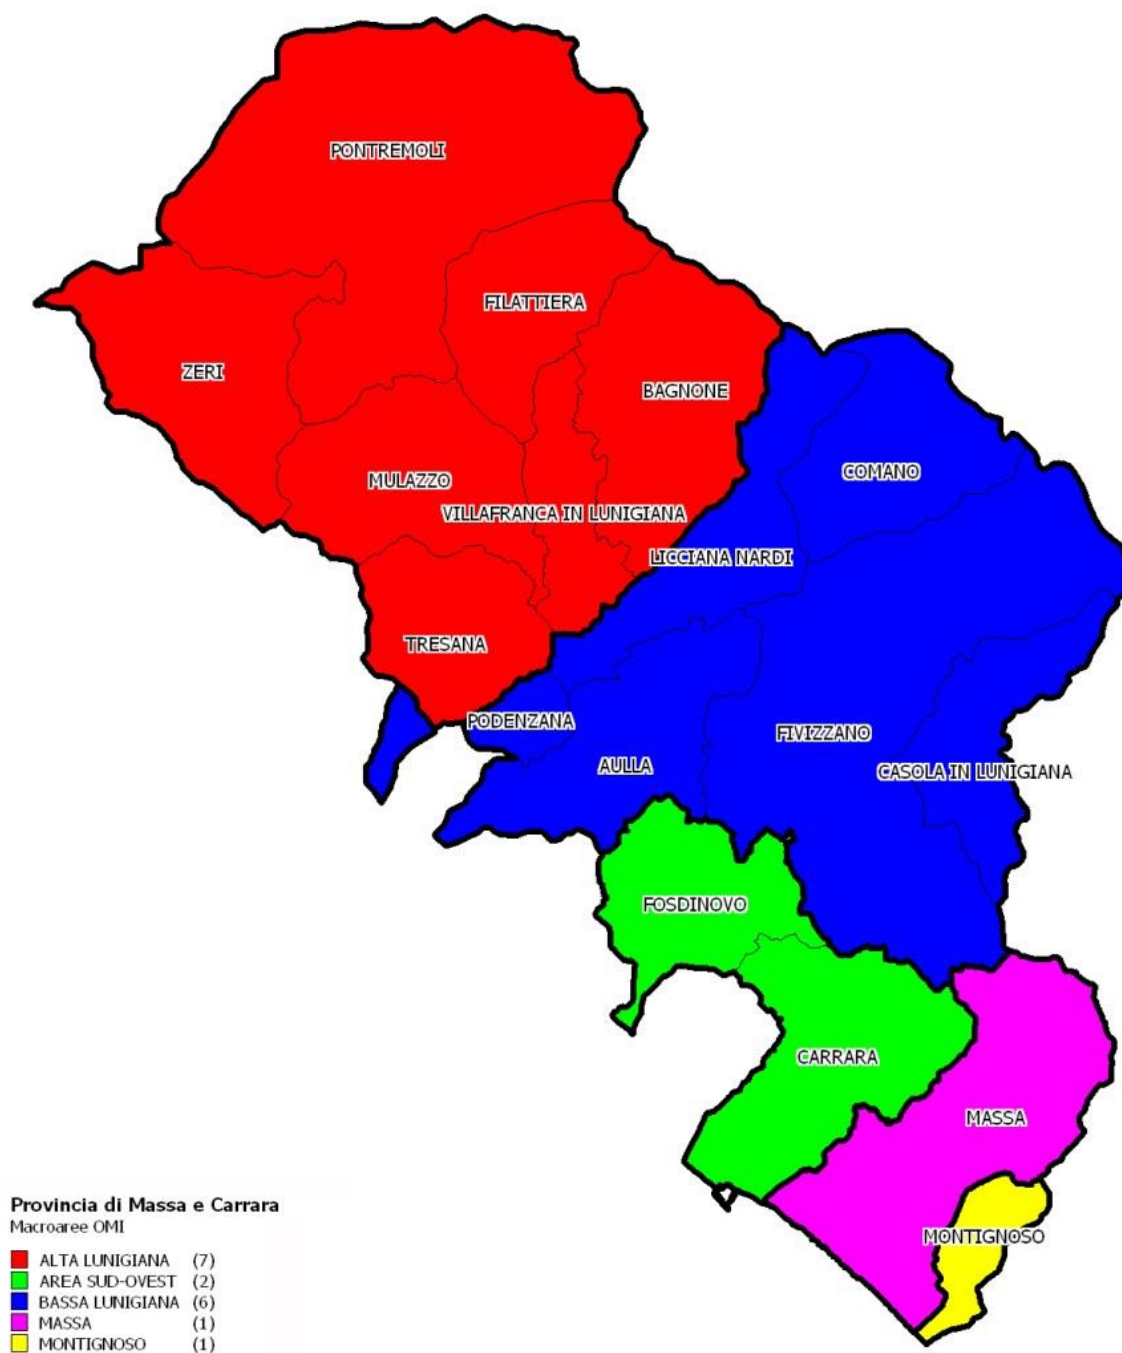 PONTREMOLI
FILATTIERA
ZERI
BAGNONE
COMANO
MULAZZO
VILLAFRANCA IN LUNIGIANA
LICCIANA NARDI
TRESANA
PODENZANA
FIVIZZANO
AULLA
CASOLA IN LUNIGIANA
FOSDINOVO
CARRARA
MASSA
MONTIGNOSO
Provincia di Massa e Carrara
Macroaree OMI
ALTA LUNIGIANA (7)
AREA SUD-OVEST (2)
BASSA LUNIGIANA (6)
MASSA (1)
MONTIGNOSO (1)